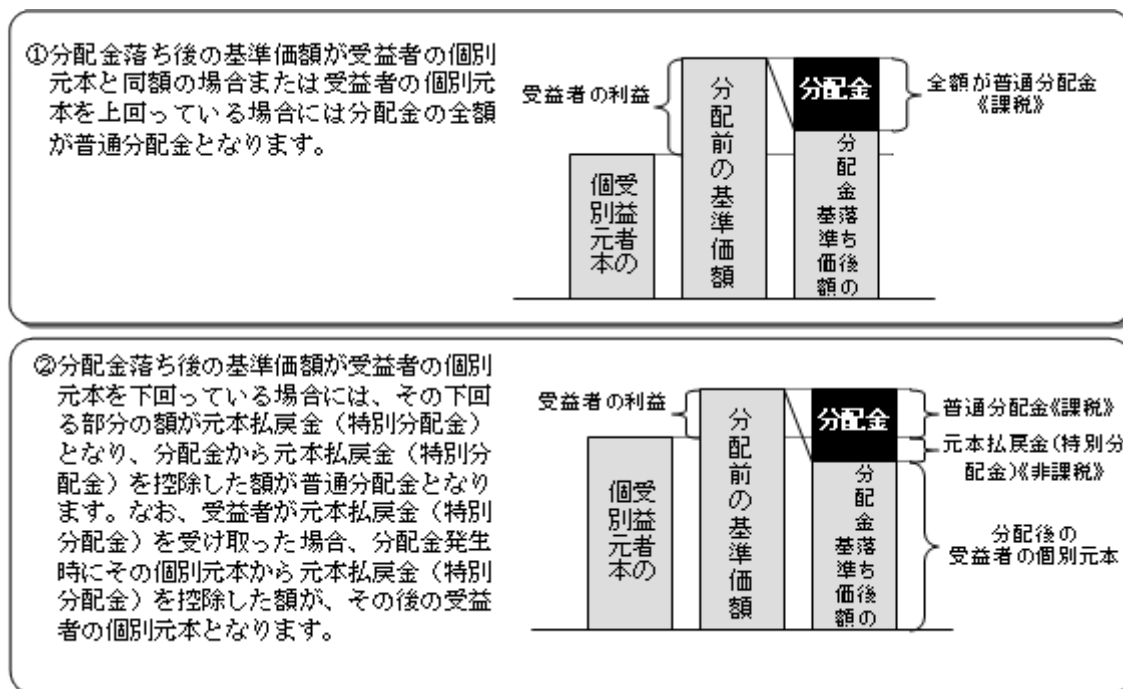 ①分配金落ち後の基準価額が受益者の個別
元本と同額の場合または受益者の個別元
本を上回っている場合には分配金の全額
が普通分配金となります。
受益者の利益
受益者の
個別元本
分配前の基準価額
分配金
分配金落ち後の
基準価額
全額が普通分配金
《課税》
②分配金落ち後の基準価額が受益者の個別
元本を下回っている場合には、その下回
る部分の額が元本払戻金（特別分配金）
となり、分配金から元本払戻金（特別分
配金）を控除した額が普通分配金となり
ます。なお、受益者が元本払戻金（特別
分配金）を受け取った場合、分配金発生
時にその個別元本から元本払戻金（特別
分配金）を控除した額が、その後の受益
者の個別元本となります。
受益者の利益
受益者の
個別元本
分配前の基準価額
分配金
分配金落ち後の
基準価額
普通分配金《課税》
元本払戻金(特別分
配金)《非課税》
分配後の
受益者の個別元本